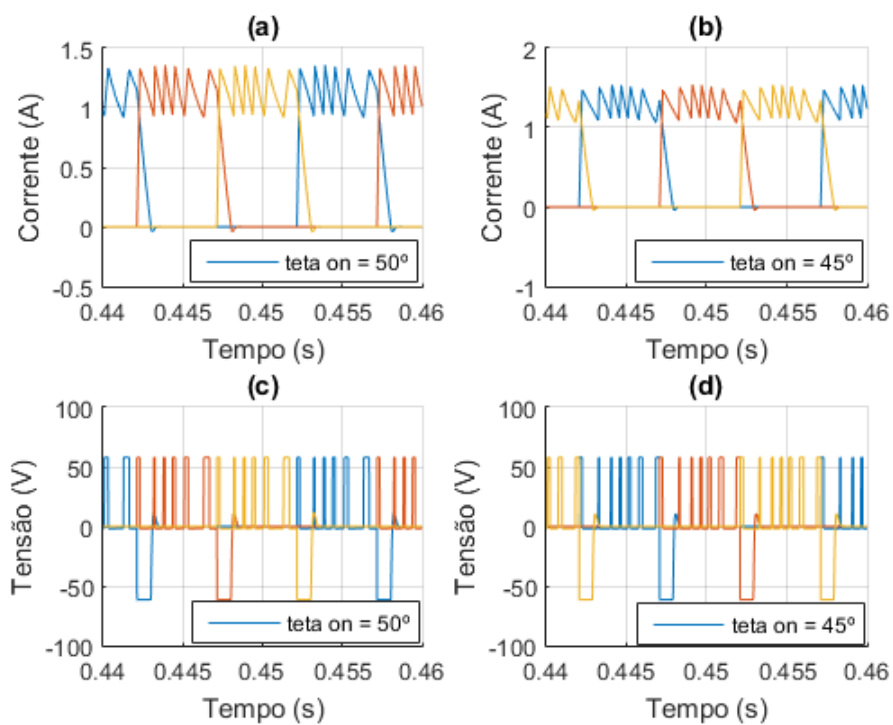 (a)
Corrente (A)
1.5
1
0.5
0
-0.5
teta on = 50º
0.44 0.445 0.45 0.455 0.46
Tempo (s)
(b)
Corrente (A)
2
1
0
-1
teta on = 45º
0.44 0.445 0.45 0.455 0.46
Tempo (s)
(c)
Tensão (V)
100
50
0
-50
-100
teta on = 50º
0.44 0.445 0.45 0.455 0.46
Tempo (s)
(d)
Tensão (V)
100
50
0
-50
-100
teta on = 45º
0.44 0.445 0.45 0.455 0.46
Tempo (s)